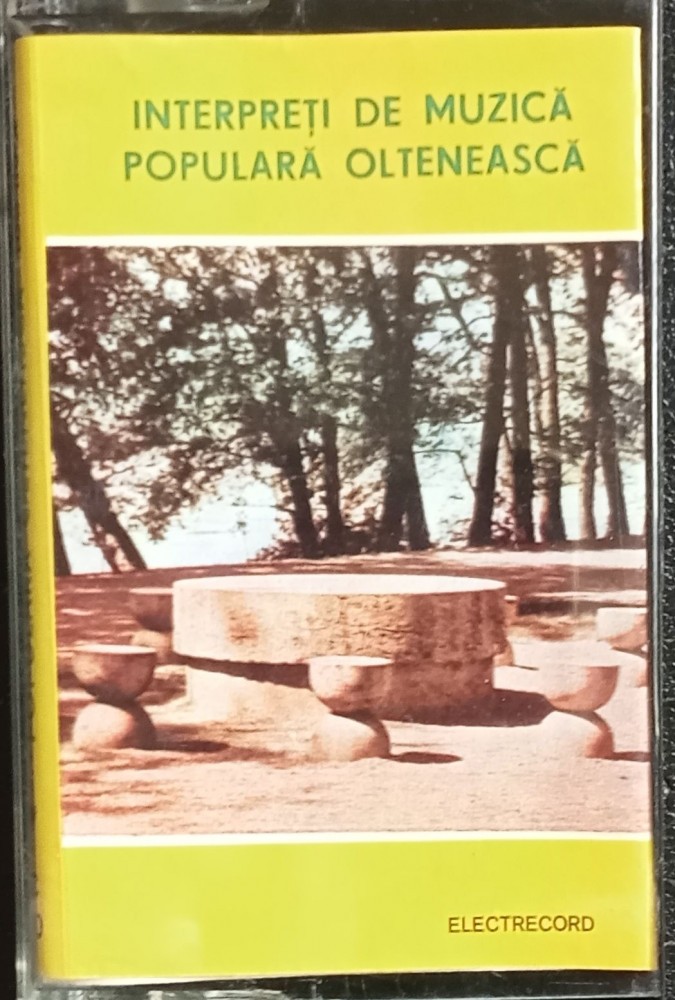 INTERPREȚI DE MUZICĂ
POPULARĂ OLTENEASCĂ
ELECTRECORD